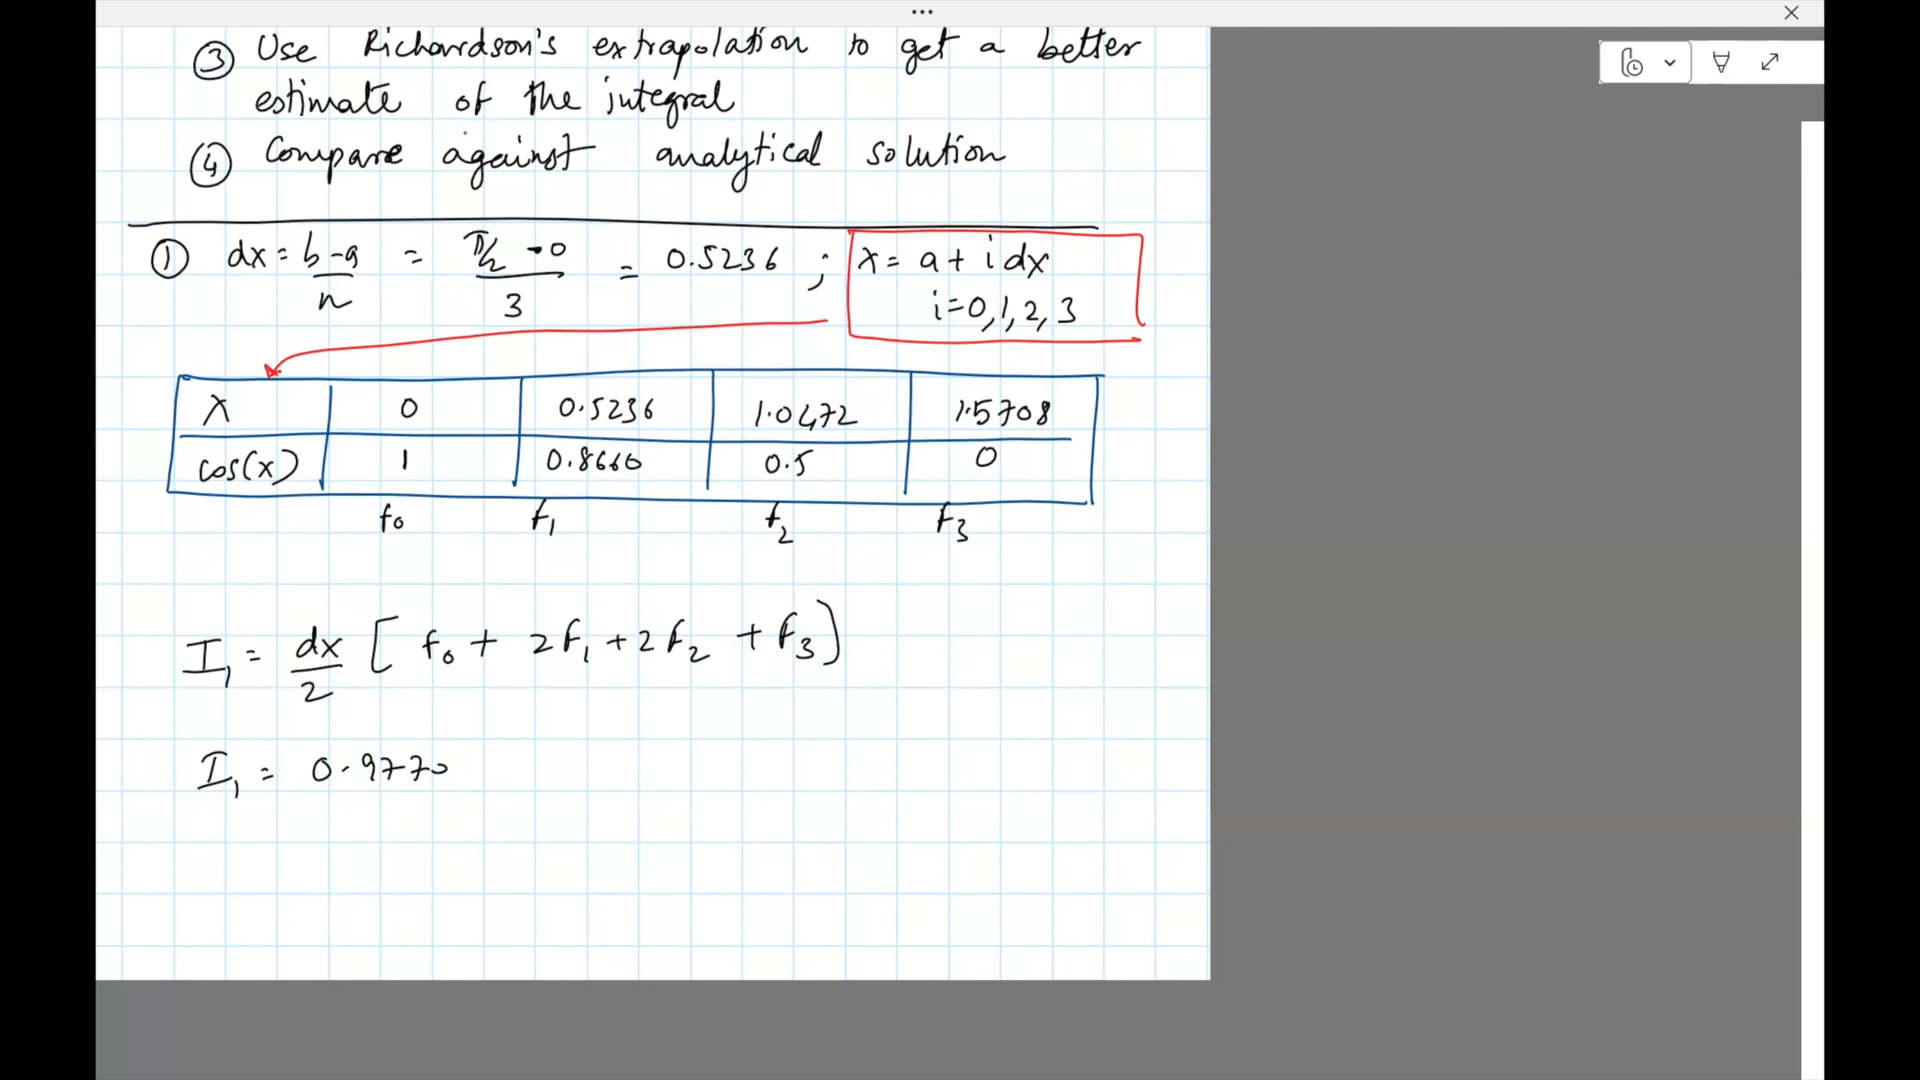 ③ Use Richardson's extrapolation to get a better
estimate of the integral
④ Compare against analytical solution
① dx = b-a/n = π/2 - 0/3 = 0.5236 ; x = a + i dx
i=0,1,2,3
x 0 0.5236 1.0472 1.5708
cos(x) 1 0.8660 0.5 0
f₀ f₁ f₂ f₃
I₁ = dx/2 [ f₀ + 2f₁ + 2f₂ + f₃ ]
I₁ = 0.9770